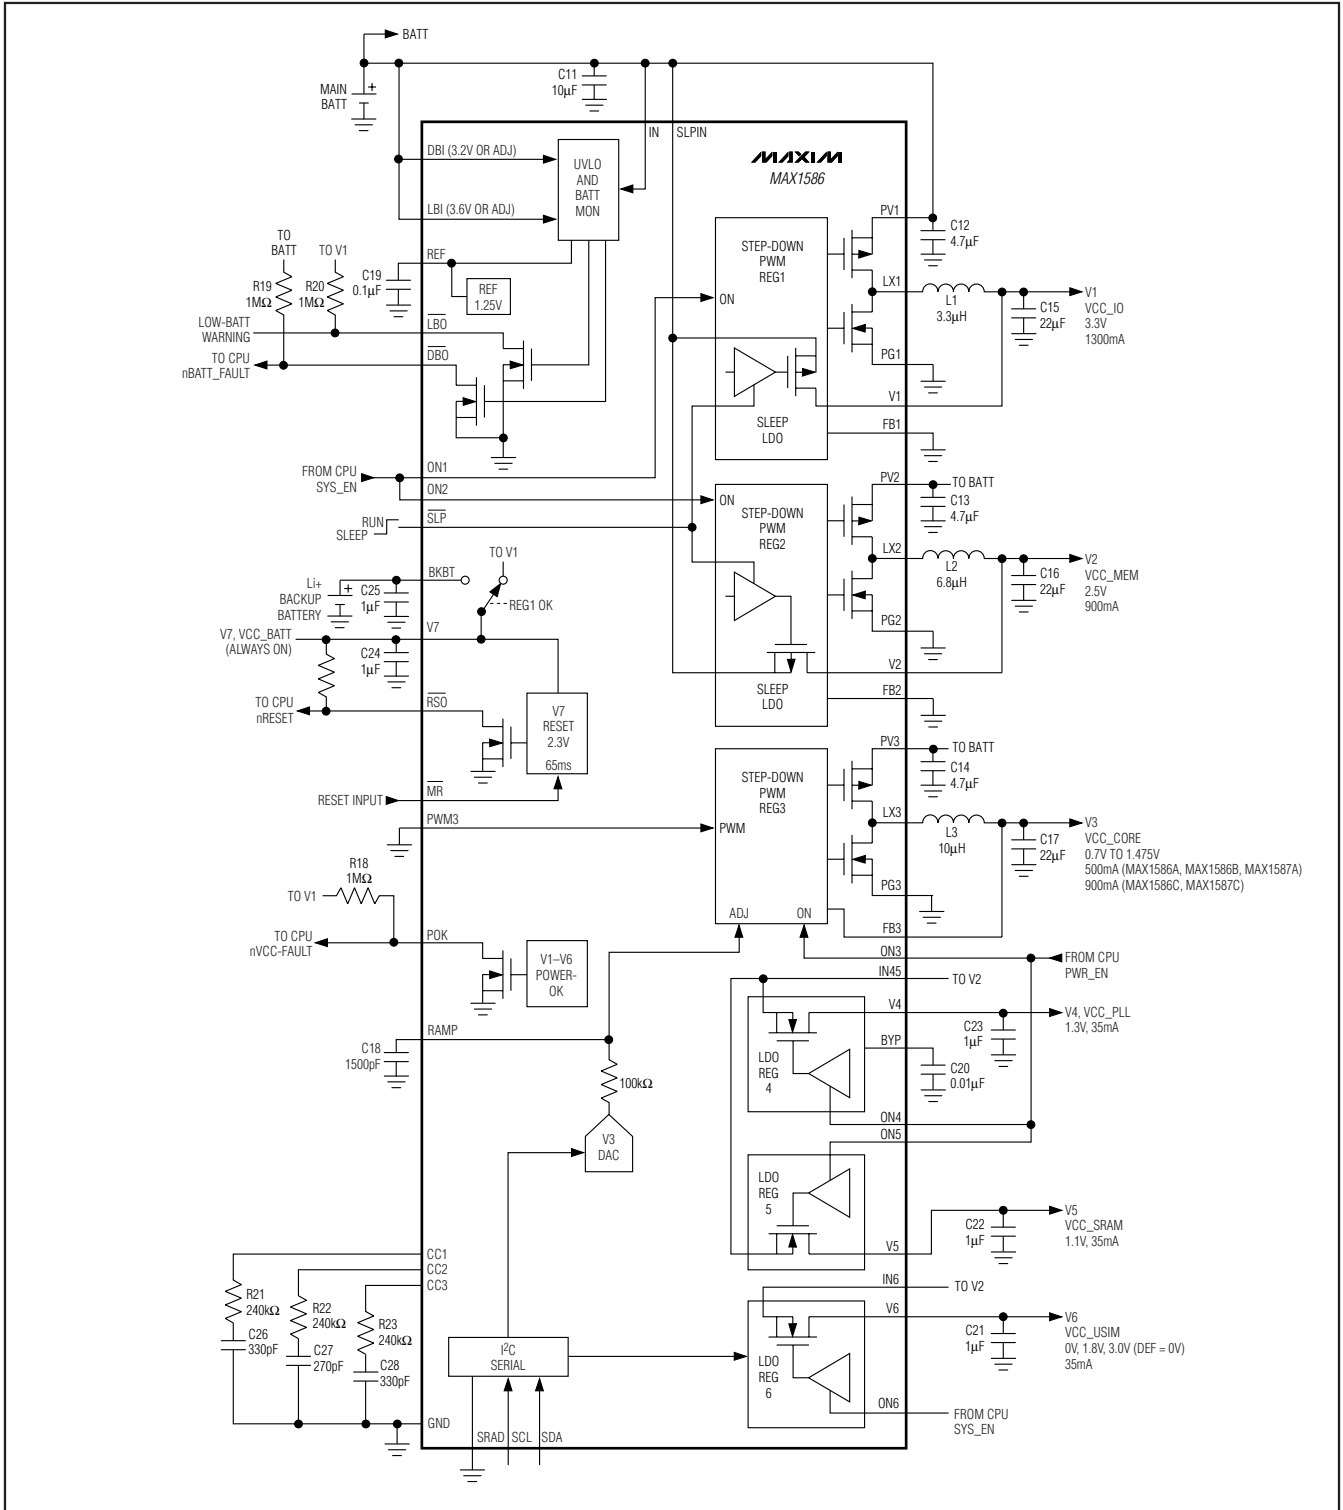 BATT
MAIN
BATT
+
C11
10µF
IN
SLPIN
MAXIM
MAX1586
DBI (3.2V OR ADJ)
LBI (3.6V OR ADJ)
UVLO
AND
BATT
MON
REF
REF
1.25V
TO
BATT
TO V1
R19
1MΩ
R20
1MΩ
C19
0.1µF
LOW-BATT
WARNING
LBO
TO CPU
nBATT_FAULT
DBO
STEP-DOWN
PWM
REG1
ON
SLEEP
LDO
PV1
C12
4.7µF
LX1
L1
3.3µH
C15
22µF
V1
VCC_IO
3.3V
1300mA
PG1
V1
FB1
FROM CPU
SYS_EN
ON1
ON2
RUN
SLEEP
SLP
ON
STEP-DOWN
PWM
REG2
SLEEP
LDO
PV2
TO BATT
C13
4.7µF
LX2
L2
6.8µH
C16
22µF
V2
VCC_MEM
2.5V
900mA
PG2
V2
FB2
Li+
BACKUP
BATTERY
+
C25
1µF
BKBT
TO V1
REG1 OK
V7, VCC_BATT
(ALWAYS ON)
C24
1µF
V7
TO CPU
nRESET
RSO
V7
RESET
2.3V
65ms
RESET INPUT
MR
PWM3
STEP-DOWN
PWM
REG3
PWM
ADJ
ON
PV3
TO BATT
C14
4.7µF
LX3
L3
10µH
C17
22µF
V3
VCC_CORE
0.7V TO 1.475V
500mA (MAX1586A, MAX1586B, MAX1587A)
900mA (MAX1586C, MAX1587C)
PG3
FB3
R18
1MΩ
TO V1
TO CPU
nVCC-FAULT
POK
V1–V6
POWER-
OK
ON3
FROM CPU
PWR_EN
IN45
TO V2
RAMP
C18
1500pF
100kΩ
V3
DAC
LDO
REG
4
V4
C23
1µF
V4, VCC_PLL
1.3V, 35mA
BYP
C20
0.01µF
ON4
ON5
LDO
REG
5
V5
C22
1µF
V5
VCC_SRAM
1.1V, 35mA
CC1
CC2
CC3
R21
240kΩ
C26
330pF
R22
240kΩ
C27
270pF
R23
240kΩ
C28
330pF
GND
I²C
SERIAL
SRAD
SCL
SDA
IN6
TO V2
LDO
REG
6
V6
C21
1µF
V6
VCC_USIM
0V, 1.8V, 3.0V (DEF = 0V)
35mA
ON6
FROM CPU
SYS_EN